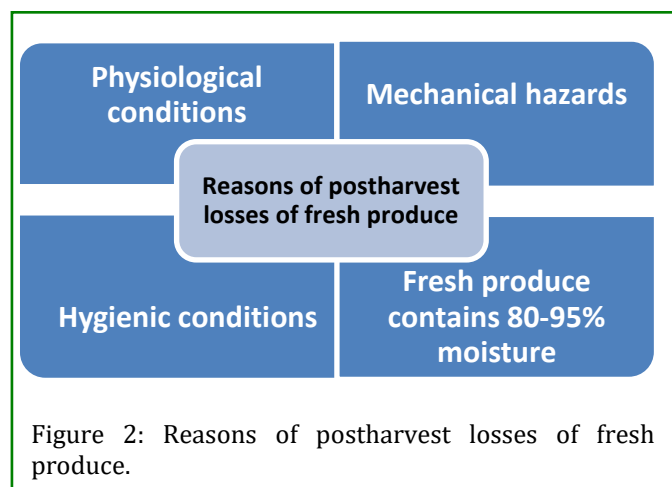 Physiological
conditions
Mechanical hazards
Reasons of postharvest
losses of fresh produce
Hygienic conditions
Fresh produce
contains 80-95%
moisture
Figure 2: Reasons of postharvest losses of fresh
produce.